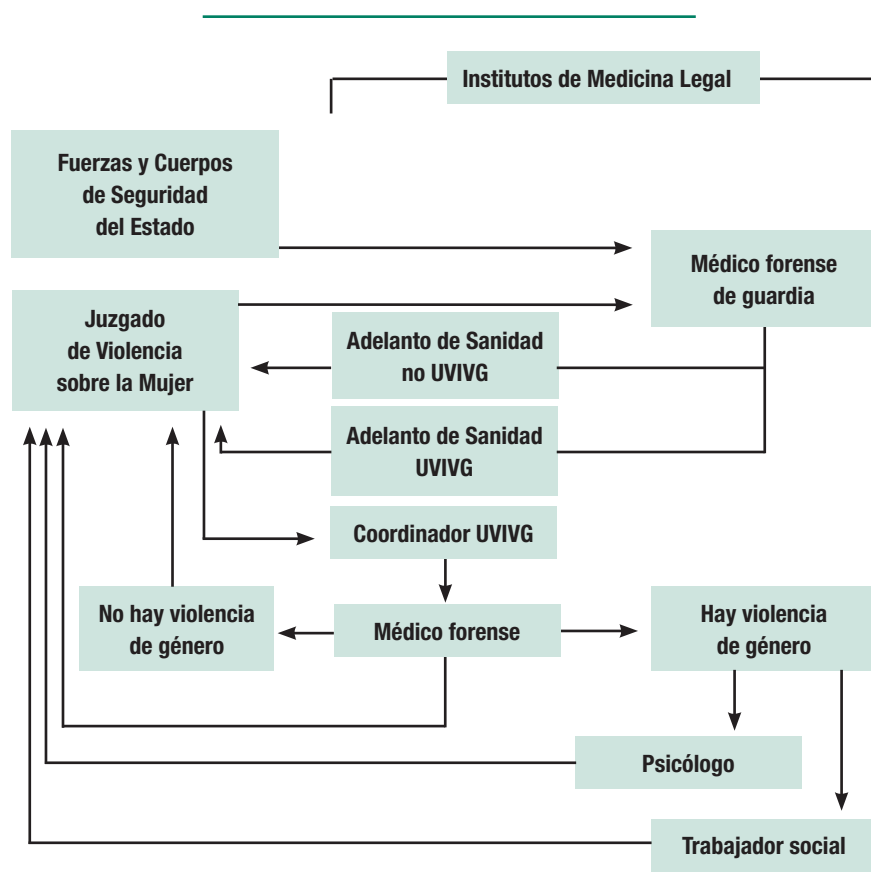 Institutos de Medicina Legal
Fuerzas y Cuerpos
de Seguridad
del Estado
Médico forense
de guardia
Juzgado
de Violencia
sobre la Mujer
Adelanto de Sanidad
no UVIVG
Adelanto de Sanidad
UVIVG
Coordinador UVIVG
No hay violencia
de género
Médico forense
Hay violencia
de género
Psicólogo
Trabajador social